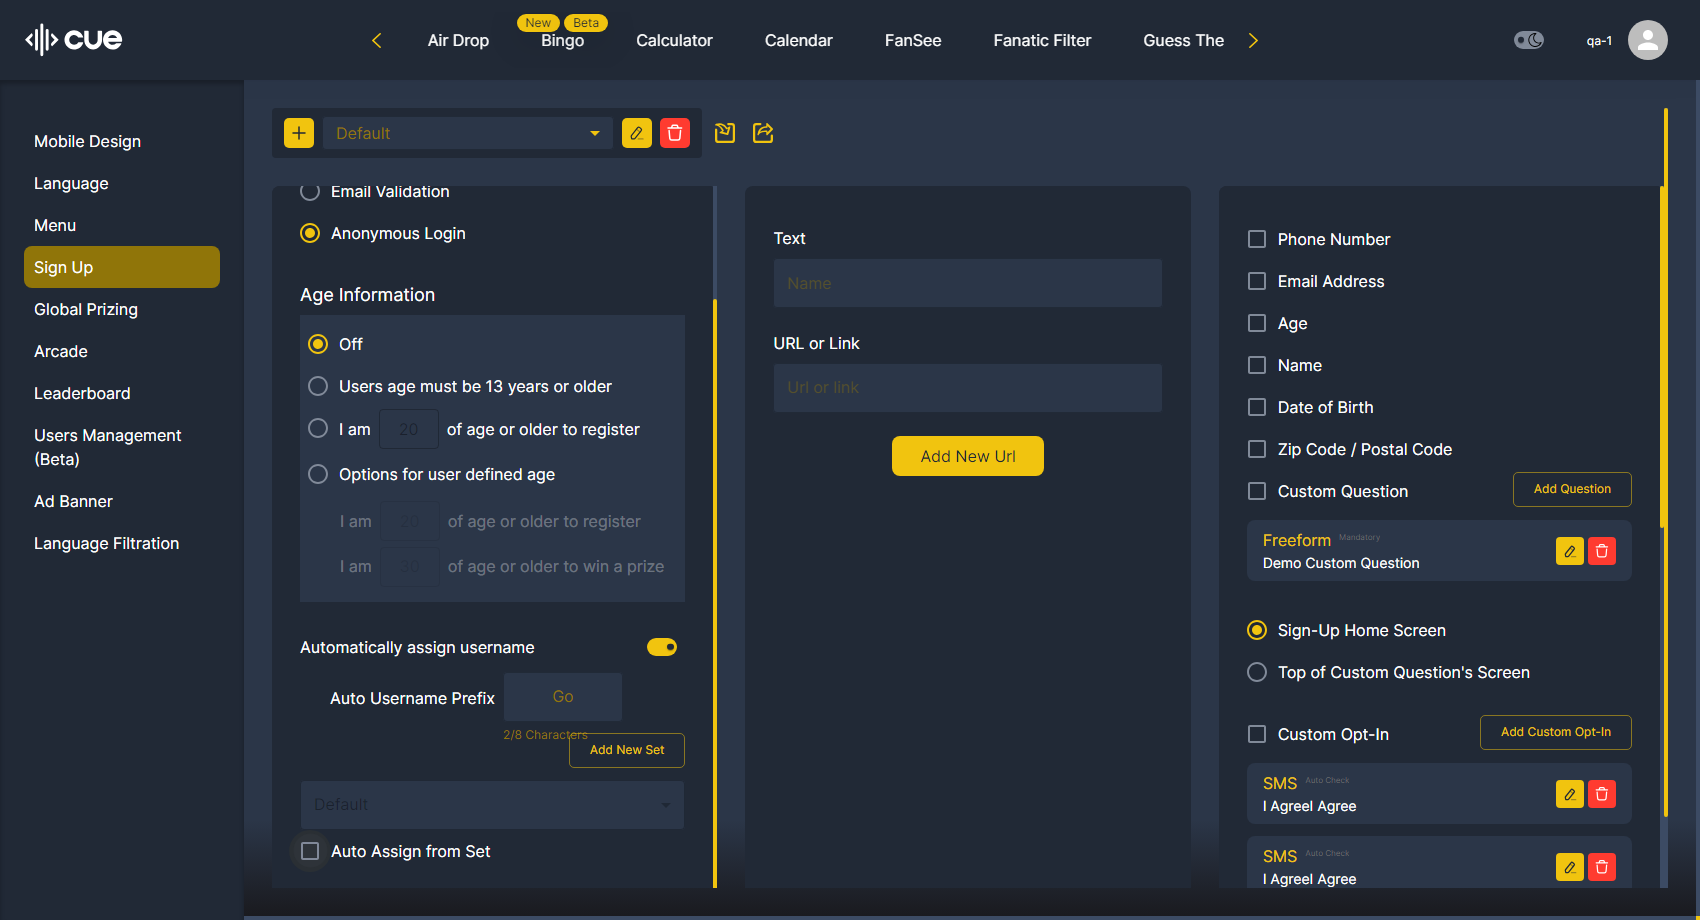 cue
New
Beta
Air Drop
Bingo
Calculator
Calendar
FanSee
Fanatic Filter
Guess The
qa-1
Mobile Design
Language
Menu
Sign Up
Global Prizing
Arcade
Leaderboard
Users Management
(Beta)
Ad Banner
Language Filtration
Default
Email Validation
Anonymous Login
Age Information
Off
Users age must be 13 years or older
I am 20 of age or older to register
Options for user defined age
I am 20 of age or older to register
I am 30 of age or older to win a prize
Automatically assign username
Auto Username Prefix Go
2/8 Characters
Add New Set
Default
Auto Assign from Set
Text
Name
URL or Link
Url or link
Add New Url
Phone Number
Email Address
Age
Name
Date of Birth
Zip Code / Postal Code
Custom Question
Add Question
Freeform Mandatory
Demo Custom Question
Sign-Up Home Screen
Top of Custom Question's Screen
Custom Opt-In
Add Custom Opt-In
SMS Auto Check
I AgreeI Agree
SMS Auto Check
I AgreeI Agree